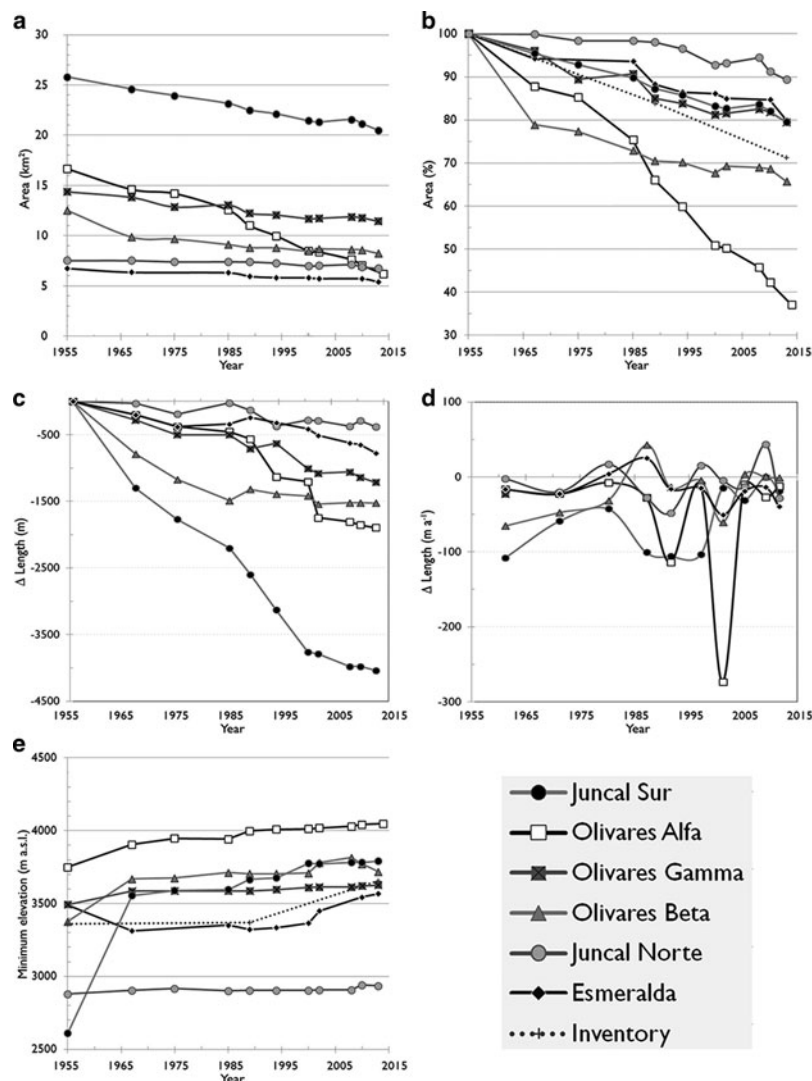 a
30
25
20
15
10
5
0
Area (km²)
1955 1965 1975 1985 1995 2005 2015
Year
b
100
90
80
70
60
50
40
30
Area (%)
1955 1965 1975 1985 1995 2005 2015
Year
c
-500
-1500
-2500
-3500
-4500
Δ Length (m)
1955 1965 1975 1985 1995 2005 2015
Year
d
100
0
-100
-200
-300
Δ Length (m a⁻¹)
1955 1965 1975 1985 1995 2005 2015
Year
e
4500
4000
3500
3000
2500
Minimum elevation (m a.s.l.)
1955 1965 1975 1985 1995 2005 2015
Year
Juncal Sur
Olivares Alfa
Olivares Gamma
Olivares Beta
Juncal Norte
Esmeralda
Inventory